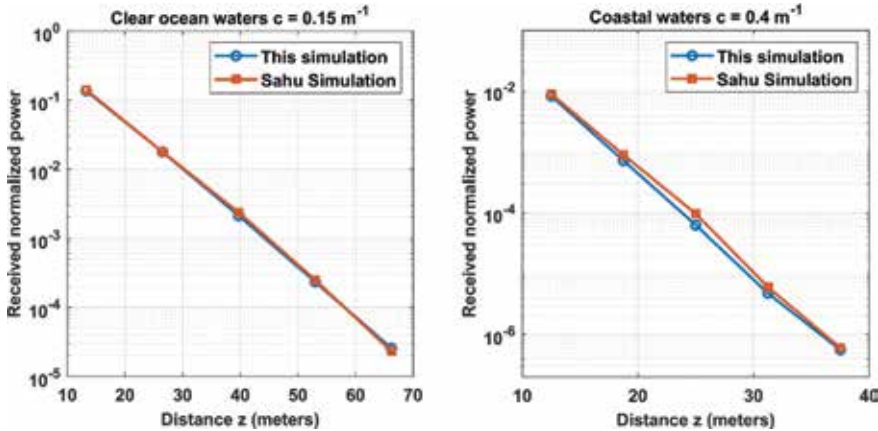 Clear ocean waters c = 0.15 m⁻¹
Received normalized power
10⁰
10⁻¹
10⁻²
10⁻³
10⁻⁴
10⁻⁵
This simulation
Sahu Simulation
10 20 30 40 50 60 70
Distance z (meters)
Coastal waters c = 0.4 m⁻¹
Received normalized power
10⁻²
10⁻⁴
10⁻⁶
This simulation
Sahu Simulation
10 20 30 40
Distance z (meters)